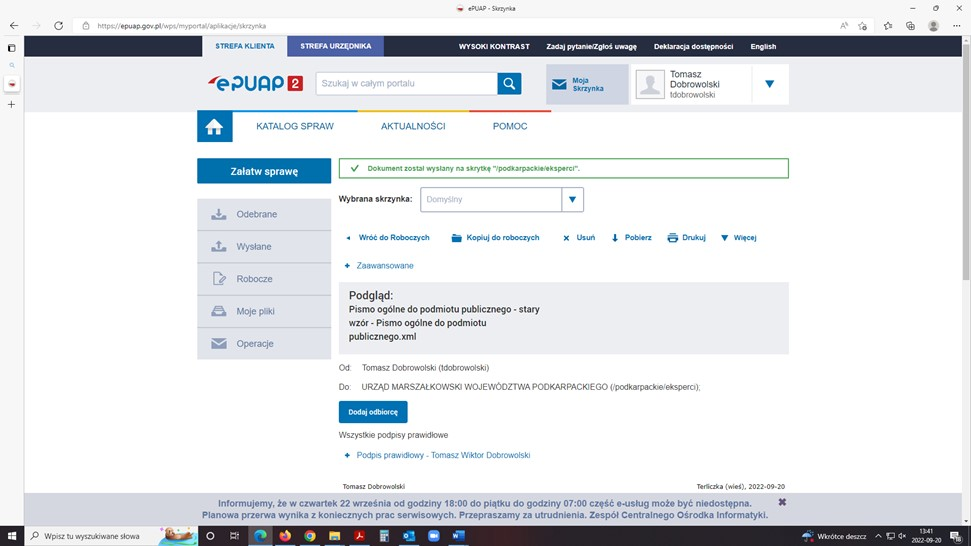 ePUAP - Skrzynka
https://epuap.gov.pl/wps/myportal/aplikacje/skrzynka
STREFA KLIENTA
STREFA URZĘDNIKA
WYSOKI KONTRAST
Zadaj pytanie/Zgłoś uwagę
Deklaracja dostępności
English
ePUAP 2
Szukaj w całym portalu
Moja
Skrzynka
Tomasz
Dobrowolski
tdobrowolski
KATALOG SPRAW
AKTUALNOŚCI
POMOC
Załatw sprawę
Odebrane
Wysłane
Robocze
Moje pliki
Operacje
Dokument został wysłany na skrytkę "/podkarpackie/eksperci".
Wybrana skrzynka:
Domyślny
Wróć do Roboczych
Kopiuj do roboczych
Usuń
Pobierz
Drukuj
Więcej
Zaawansowane
Podgląd:
Pismo ogólne do podmiotu publicznego - stary
wzór - Pismo ogólne do podmiotu
publicznego.xml
Od: Tomasz Dobrowolski (tdobrowolski)
Do: URZĄD MARSZAŁKOWSKI WOJEWÓDZTWA PODKARPACKIEGO (/podkarpackie/eksperci);
Dodaj odbiorcę
Wszystkie podpisy prawidłowe
Podpis prawidłowy - Tomasz Wiktor Dobrowolski
Tomasz Dobrowolski
Terliczka (wieś), 2022-09-20
Informujemy, że w czwartek 22 września od godziny 18:00 do piątku do godziny 07:00 część e-usług może być niedostępna.
Planowa przerwa wynika z koniecznych prac serwisowych. Przepraszamy za utrudnienia. Zespół Centralnego Ośrodka Informatyki.
Wpisz tu wyszukiwane słowa
Wkrótce deszcz
13:41
2022-09-20